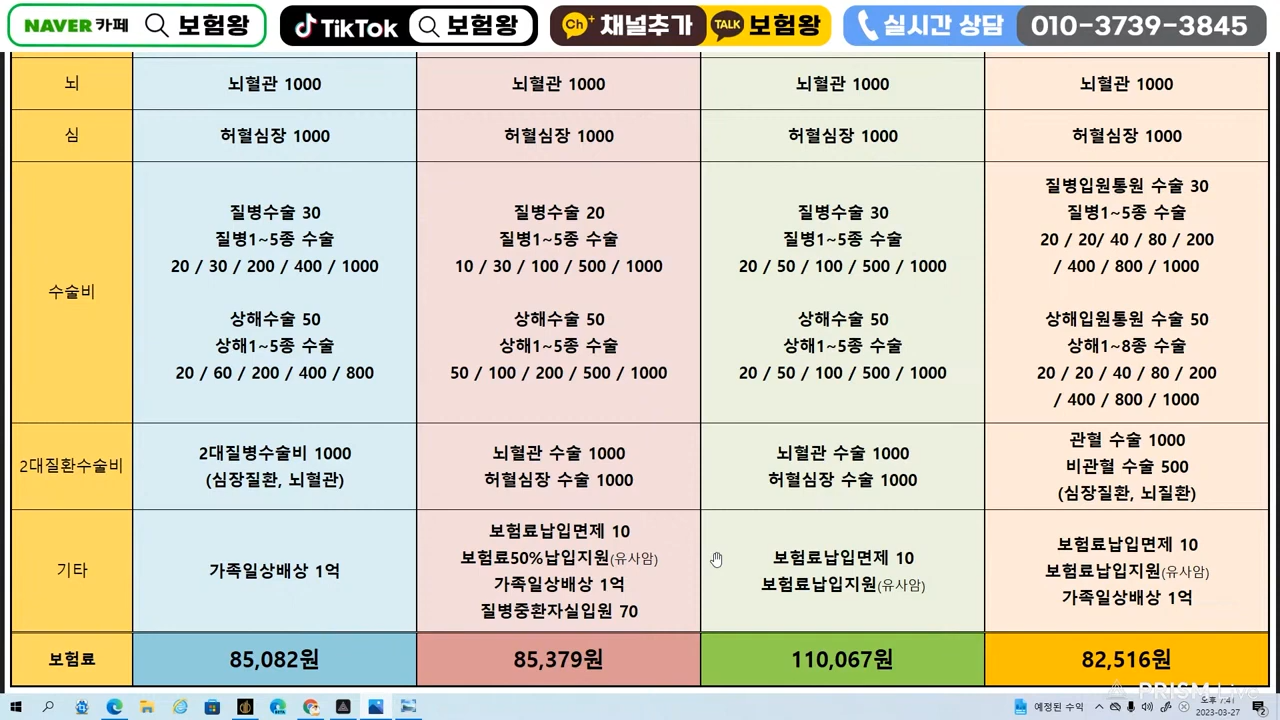 NAVER 카페 보험왕 TikTok 보험왕 Ch+ 채널추가 TALK 보험왕 실시간 상담 010-3739-3845
뇌 뇌혈관 1000 뇌혈관 1000 뇌혈관 1000 뇌혈관 1000
심 허혈심장 1000 허혈심장 1000 허혈심장 1000 허혈심장 1000
수술비
질병수술 30
질병1~5종 수술
20 / 30 / 200 / 400 / 1000
상해수술 50
상해1~5종 수술
20 / 60 / 200 / 400 / 800
질병수술 20
질병1~5종 수술
10 / 30 / 100 / 500 / 1000
상해수술 50
상해1~5종 수술
50 / 100 / 200 / 500 / 1000
질병수술 30
질병1~5종 수술
20 / 50 / 100 / 500 / 1000
상해수술 50
상해1~5종 수술
20 / 50 / 100 / 500 / 1000
질병입원통원 수술 30
질병1~5종 수술
20 / 20/ 40 / 80 / 200
/ 400 / 800 / 1000
상해입원통원 수술 50
상해1~8종 수술
20 / 20 / 40 / 80 / 200
/ 400 / 800 / 1000
2대질환수술비
2대질병수술비 1000
(심장질환, 뇌혈관)
뇌혈관 수술 1000
허혈심장 수술 1000
뇌혈관 수술 1000
허혈심장 수술 1000
관혈 수술 1000
비관혈 수술 500
(심장질환, 뇌질환)
기타
가족일상배상 1억
보험료납입면제 10
보험료50%납입지원(유사암)
가족일상배상 1억
질병중환자실입원 70
보험료납입면제 10
보험료납입지원(유사암)
보험료납입면제 10
보험료납입지원(유사암)
가족일상배상 1억
보험료 85,082원 85,379원 110,067원 82,516원
PRISM Live
예정된 수익
오후 7:41
2023-03-27
2